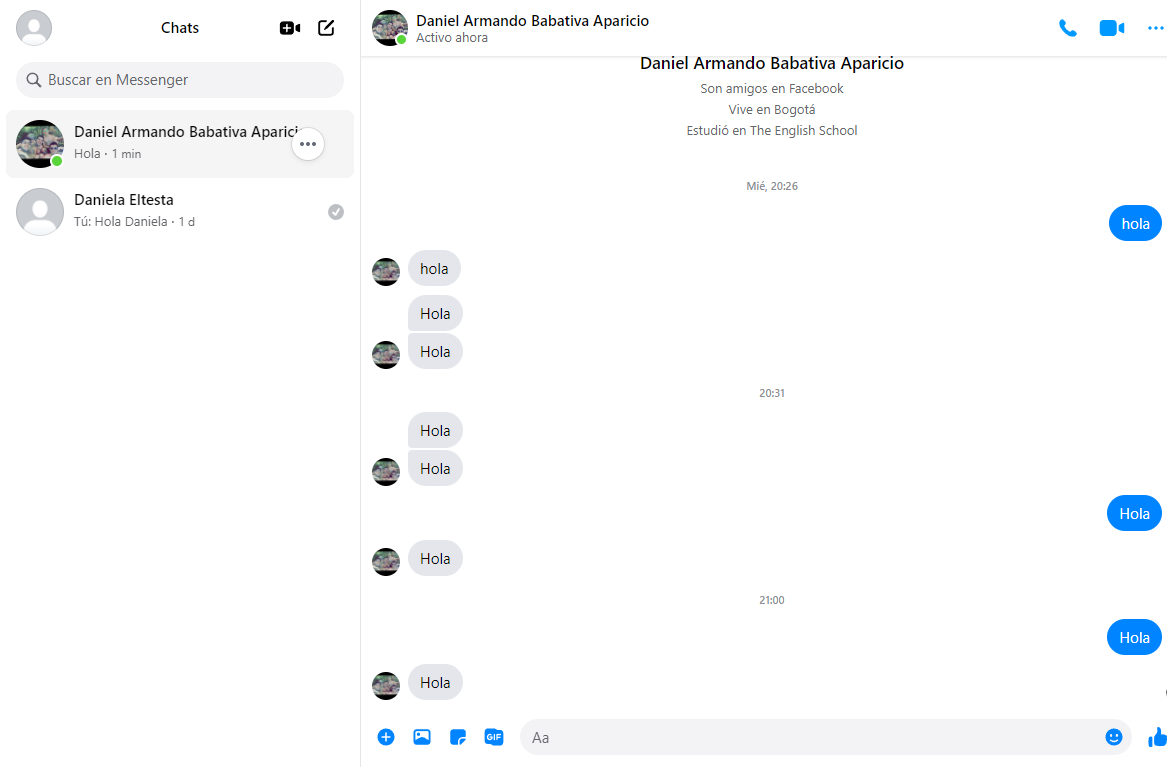 Chats
Buscar en Messenger
Daniel Armando Babativa Aparici
Hola · 1 min
Daniela Eltesta
Tú: Hola Daniela · 1 d
Daniel Armando Babativa Aparicio
Activo ahora
Daniel Armando Babativa Aparicio
Son amigos en Facebook
Vive en Bogotá
Estudió en The English School
Mié, 20:26
hola
hola
Hola
Hola
20:31
Hola
Hola
Hola
Hola
21:00
Hola
Hola
GIF
Aa